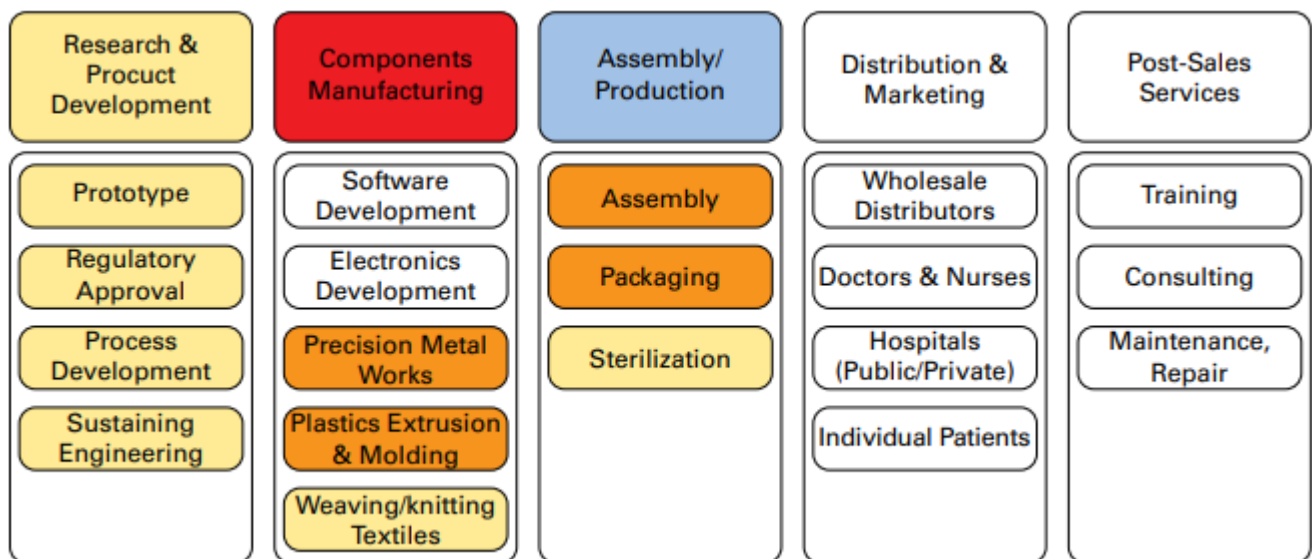 Research &
Procuct
Development
Components
Manufacturing
Assembly/
Production
Distribution &
Marketing
Post-Sales
Services
Prototype
Regulatory
Approval
Process
Development
Sustaining
Engineering
Software
Development
Electronics
Development
Precision Metal
Works
Plastics Extrusion
& Molding
Weaving/knitting
Textiles
Assembly
Packaging
Sterilization
Wholesale
Distributors
Doctors & Nurses
Hospitals
(Public/Private)
Individual Patients
Training
Consulting
Maintenance,
Repair